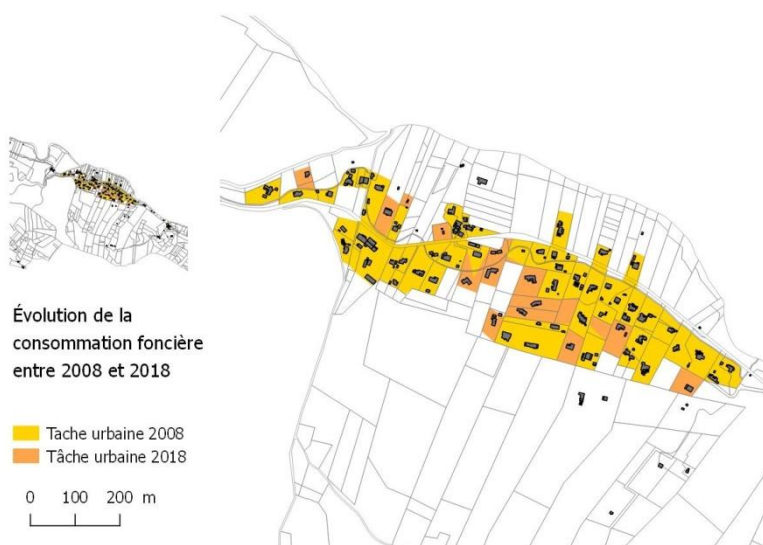 Évolution de la
consommation foncière
entre 2008 et 2018
Tache urbaine 2008
Tâche urbaine 2018
0 100 200 m